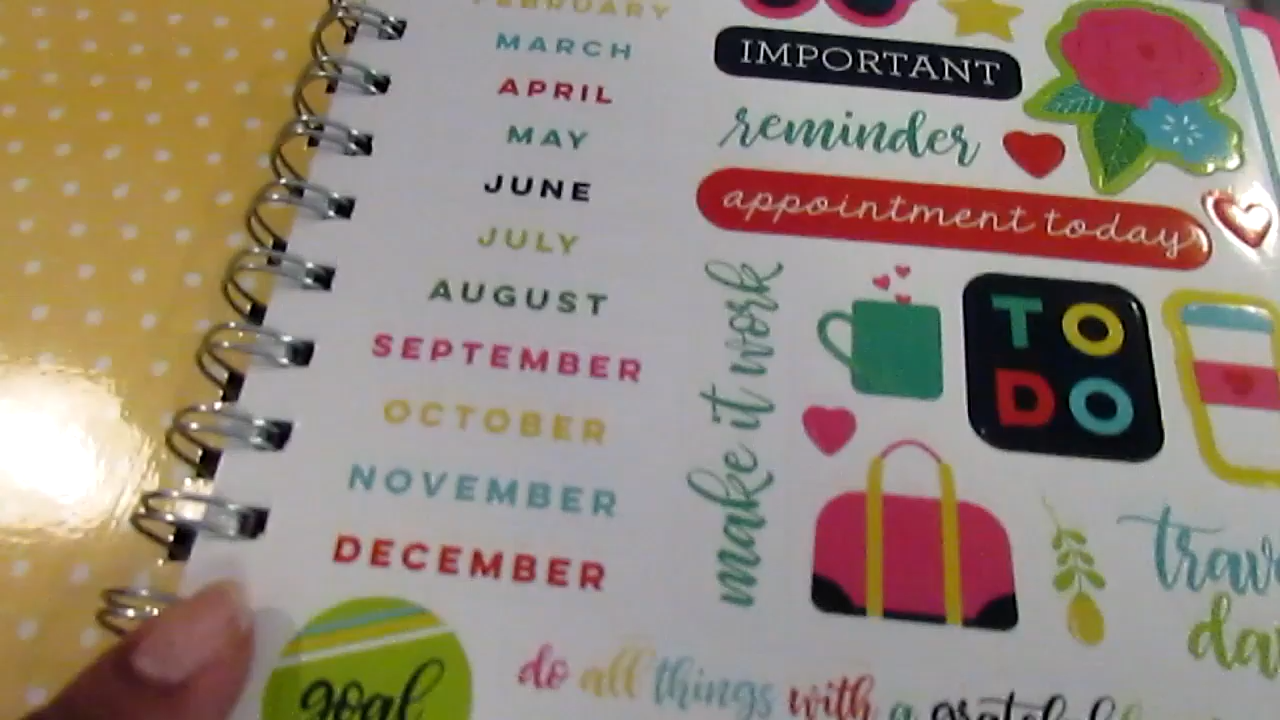 FEBRUARY
MARCH
APRIL
MAY
JUNE
JULY
AUGUST
SEPTEMBER
OCTOBER
NOVEMBER
DECEMBER
goal
IMPORTANT
reminder
appointment today
make it work
TO
DO
do all things with a